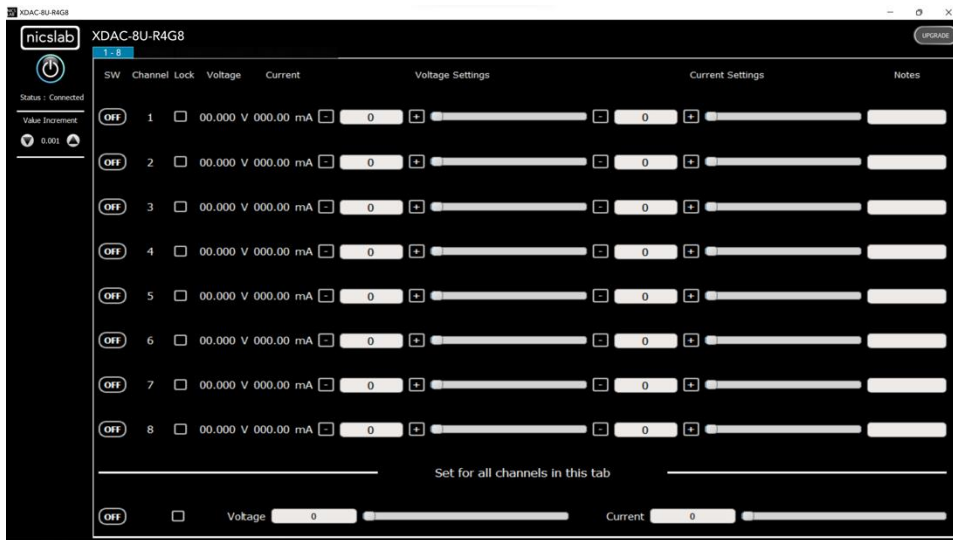 XDAC-8U-R4G8
nicslab XDAC-8U-R4G8 UPGRADE
1 - 8
SW Channel Lock Voltage Current Voltage Settings Current Settings Notes
Status : Connected
Value Increment
0.001
OFF 1 00.000 V 000.00 mA - 0 + - 0 +
OFF 2 00.000 V 000.00 mA - 0 + - 0 +
OFF 3 00.000 V 000.00 mA - 0 + - 0 +
OFF 4 00.000 V 000.00 mA - 0 + - 0 +
OFF 5 00.000 V 000.00 mA - 0 + - 0 +
OFF 6 00.000 V 000.00 mA - 0 + - 0 +
OFF 7 00.000 V 000.00 mA - 0 + - 0 +
OFF 8 00.000 V 000.00 mA - 0 + - 0 +
Set for all channels in this tab
OFF Voltage 0 Current 0